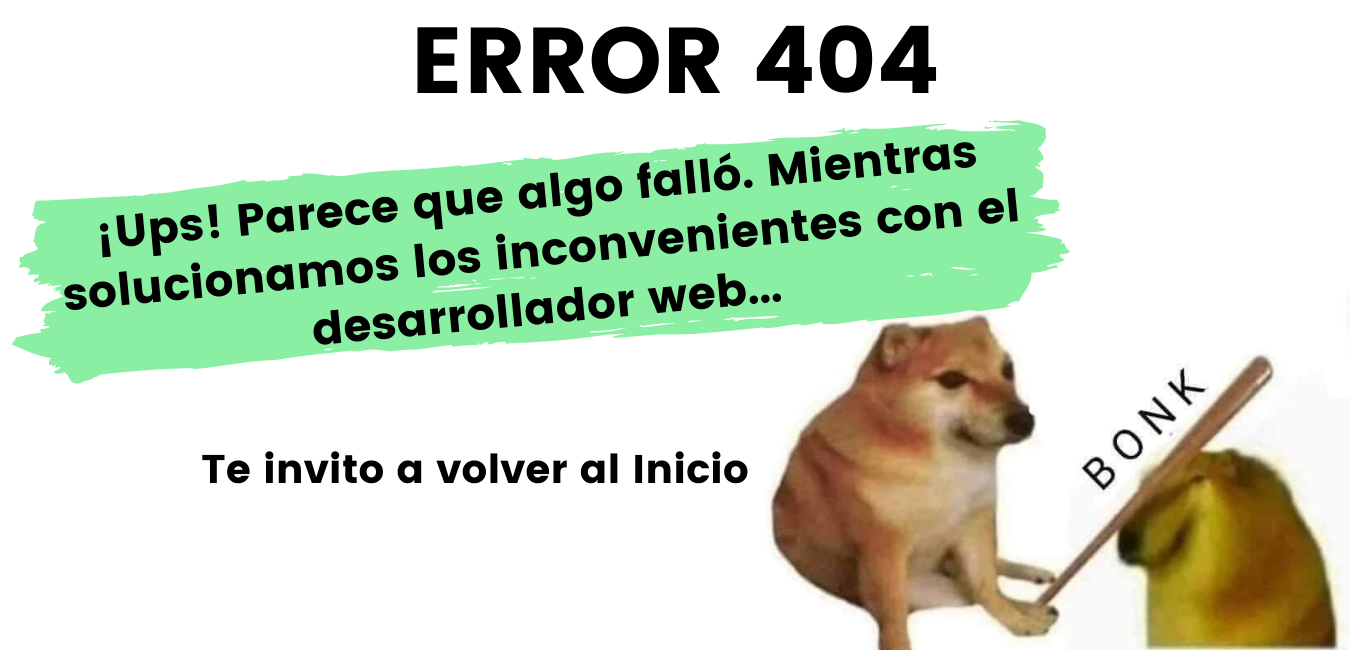 ERROR 404
¡Ups! Parece que algo falló. Mientras
solucionamos los inconvenientes con el
desarrollador web...
Te invito a volver al Inicio
BONK